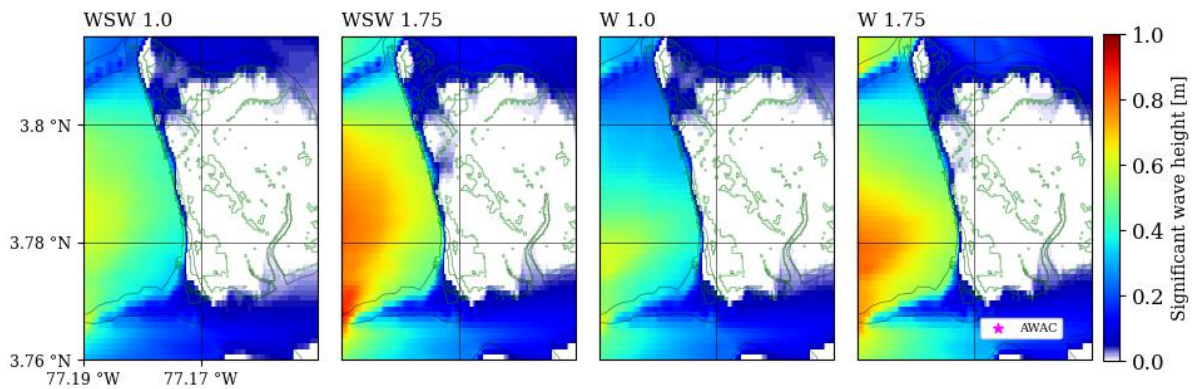 WSW 1.0
WSW 1.75
W 1.0
W 1.75
3.8 °N
3.78 °N
3.76 °N
77.19 °W
77.17 °W
AWAC
1.0
0.8
0.6
0.4
0.2
0.0
Significant wave height [m]